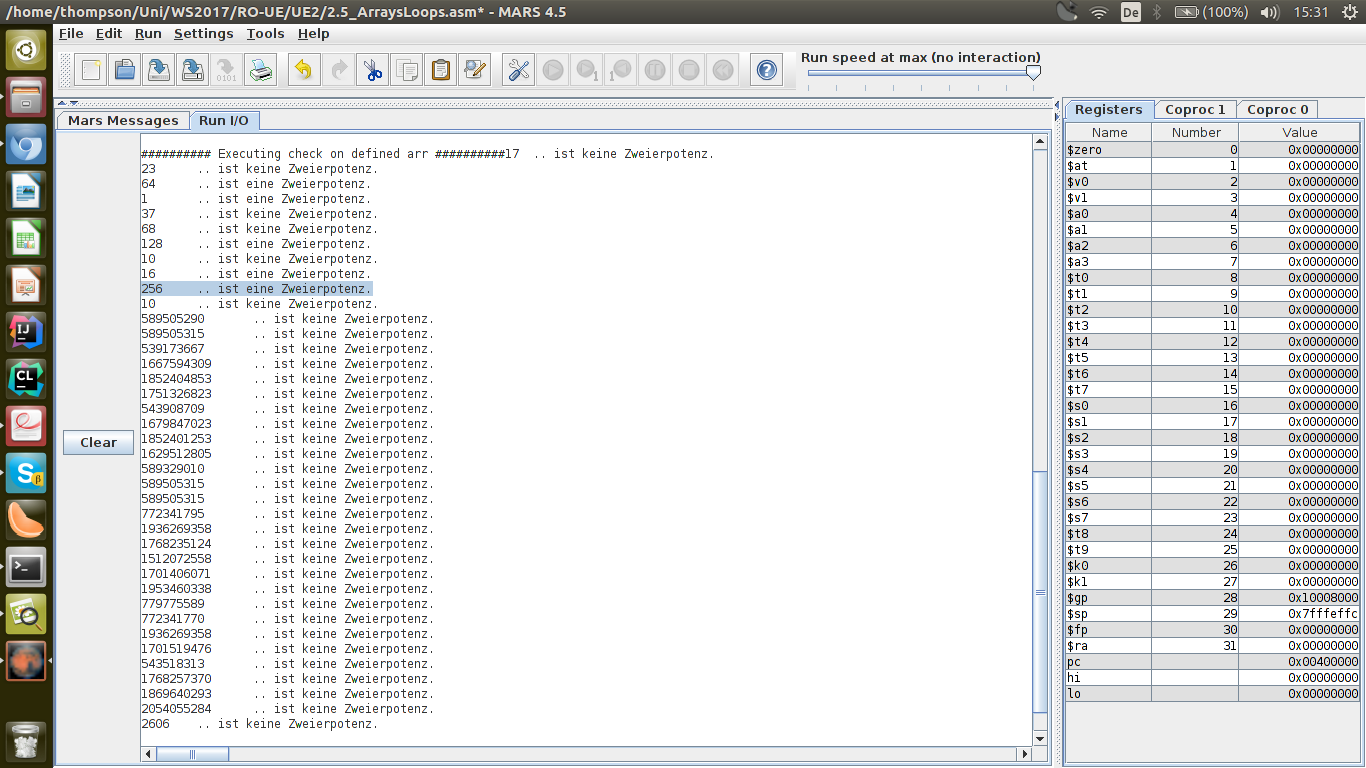 /home/thompson/Uni/WS2017/RO-UE/UE2/2.5_ArraysLoops.asm* - MARS 4.5
De
(100%)
15:31
File Edit Run Settings Tools Help
Run speed at max (no interaction)
Mars Messages Run I/O
Clear
########## Executing check on defined arr ##########17 .. ist keine Zweierpotenz.
23 .. ist keine Zweierpotenz.
64 .. ist eine Zweierpotenz.
1 .. ist eine Zweierpotenz.
37 .. ist keine Zweierpotenz.
68 .. ist keine Zweierpotenz.
128 .. ist eine Zweierpotenz.
10 .. ist keine Zweierpotenz.
16 .. ist eine Zweierpotenz.
256 .. ist eine Zweierpotenz.
10 .. ist keine Zweierpotenz.
589505290 .. ist keine Zweierpotenz.
589505315 .. ist keine Zweierpotenz.
539173667 .. ist keine Zweierpotenz.
1667594309 .. ist keine Zweierpotenz.
1852404853 .. ist keine Zweierpotenz.
1751326823 .. ist keine Zweierpotenz.
543908709 .. ist keine Zweierpotenz.
1679847023 .. ist keine Zweierpotenz.
1852401253 .. ist keine Zweierpotenz.
1629512805 .. ist keine Zweierpotenz.
589329010 .. ist keine Zweierpotenz.
589505315 .. ist keine Zweierpotenz.
589505315 .. ist keine Zweierpotenz.
772341795 .. ist keine Zweierpotenz.
1936269358 .. ist keine Zweierpotenz.
1768235124 .. ist keine Zweierpotenz.
1512072558 .. ist keine Zweierpotenz.
1701406071 .. ist keine Zweierpotenz.
1953460338 .. ist keine Zweierpotenz.
779775589 .. ist keine Zweierpotenz.
772341770 .. ist keine Zweierpotenz.
1936269358 .. ist keine Zweierpotenz.
1701519476 .. ist keine Zweierpotenz.
543518313 .. ist keine Zweierpotenz.
1768257370 .. ist keine Zweierpotenz.
1869640293 .. ist keine Zweierpotenz.
2054055284 .. ist keine Zweierpotenz.
2606 .. ist keine Zweierpotenz.
Registers Coproc 1 Coproc 0
Name Number Value
$zero 0 0x00000000
$at 1 0x00000000
$v0 2 0x00000000
$v1 3 0x00000000
$a0 4 0x00000000
$a1 5 0x00000000
$a2 6 0x00000000
$a3 7 0x00000000
$t0 8 0x00000000
$t1 9 0x00000000
$t2 10 0x00000000
$t3 11 0x00000000
$t4 12 0x00000000
$t5 13 0x00000000
$t6 14 0x00000000
$t7 15 0x00000000
$s0 16 0x00000000
$s1 17 0x00000000
$s2 18 0x00000000
$s3 19 0x00000000
$s4 20 0x00000000
$s5 21 0x00000000
$s6 22 0x00000000
$s7 23 0x00000000
$t8 24 0x00000000
$t9 25 0x00000000
$k0 26 0x00000000
$k1 27 0x00000000
$gp 28 0x10008000
$sp 29 0x7fffeffc
$fp 30 0x00000000
$ra 31 0x00000000
pc 0x00400000
hi 0x00000000
lo 0x00000000